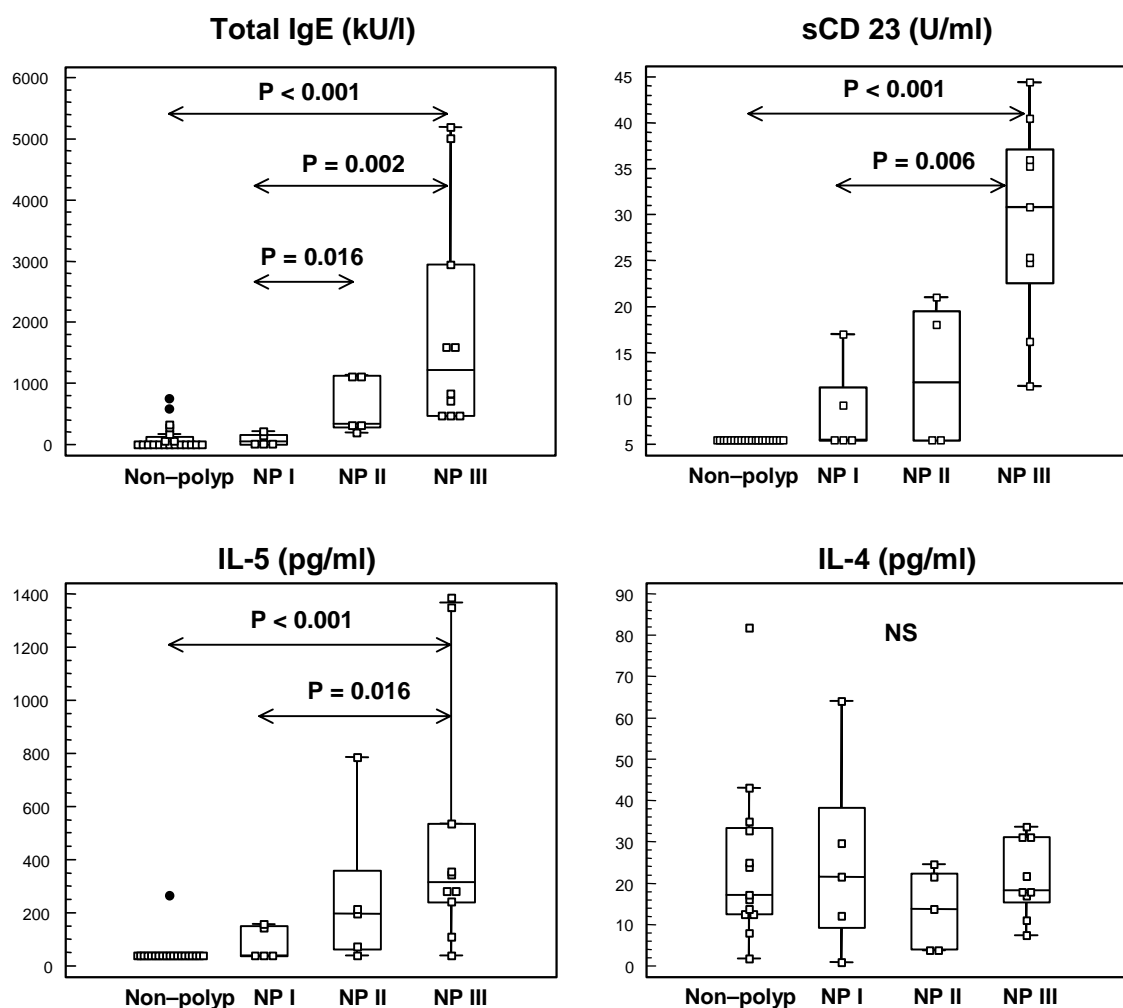 Total IgE (kU/l)
6000
5000
4000
3000
2000
1000
0
P < 0.001
P = 0.002
P = 0.016
Non–polyp NP I NP II NP III
sCD 23 (U/ml)
45
40
35
30
25
20
15
10
5
P < 0.001
P = 0.006
Non–polyp NP I NP II NP III
IL-5 (pg/ml)
1400
1200
1000
800
600
400
200
0
P < 0.001
P = 0.016
Non–polyp NP I NP II NP III
IL-4 (pg/ml)
90
80
70
60
50
40
30
20
10
0
NS
Non–polyp NP I NP II NP III